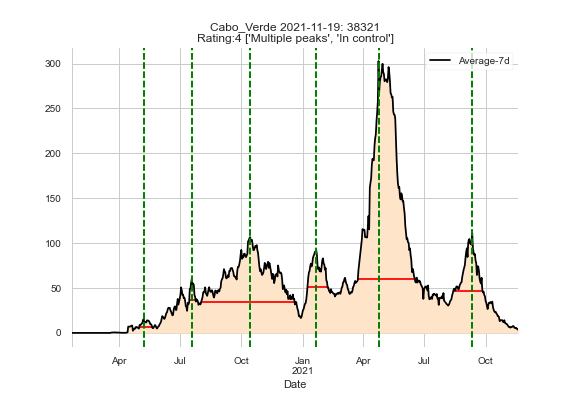 Cabo_Verde 2021-11-19: 38321
Rating:4 ['Multiple peaks', 'In control']
Average-7d
300
250
200
150
100
50
0
Apr Jul Oct Jan Apr Jul Oct
2021
Date